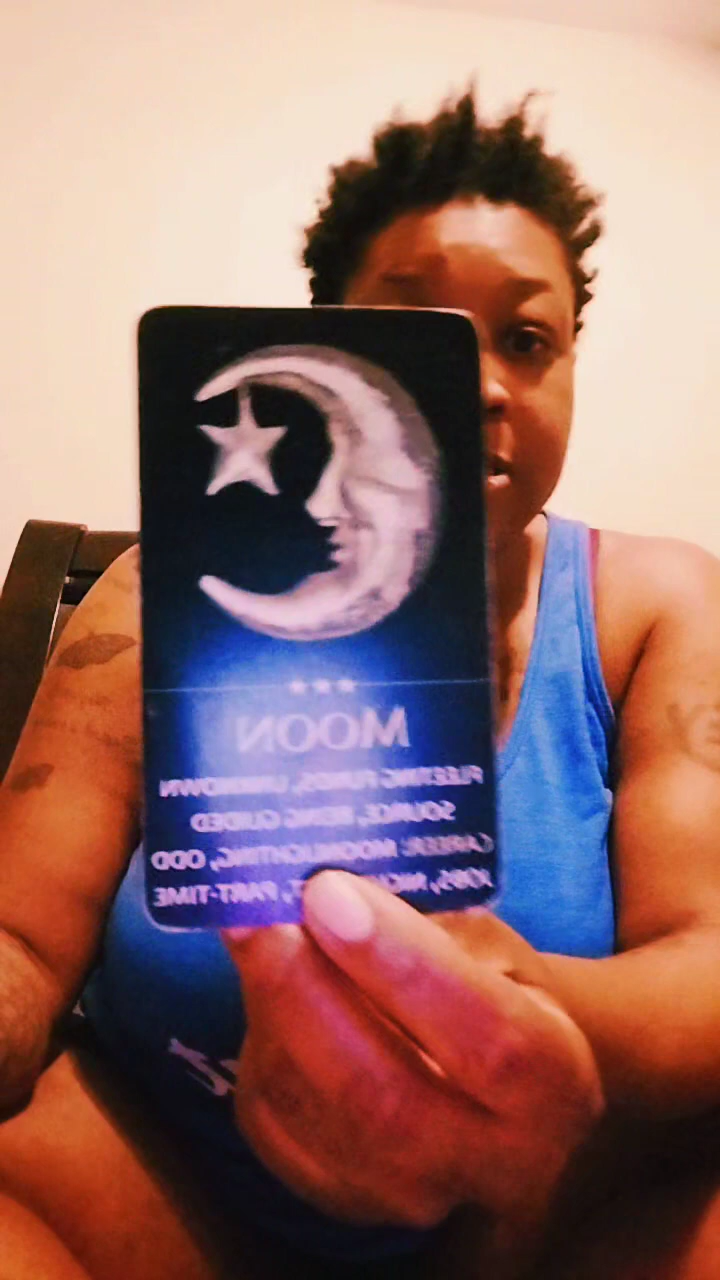 MOON
FLEETING FUNDS, UNKNOWN
SOURCE, BEING GUIDED
CAREER: MOONLIGHTING, ODD
JOBS, PART-TIME